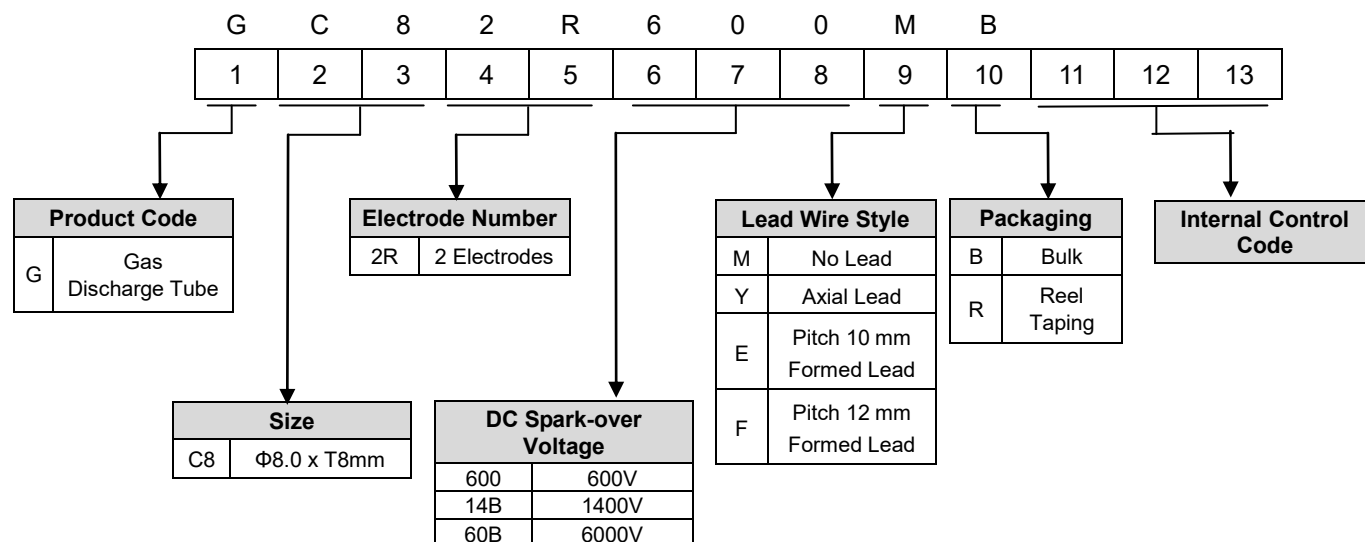 G C 8 2 R 6 0 0 M B
1 2 3 4 5 6 7 8 9 10 11 12 13
Product Code
G Gas
Discharge Tube
Electrode Number
2R 2 Electrodes
Lead Wire Style
M No Lead
Y Axial Lead
E Pitch 10 mm
Formed Lead
F Pitch 12 mm
Formed Lead
Packaging
B Bulk
R Reel
Taping
Internal Control
Code
Size
C8 Φ8.0 x T8mm
DC Spark-over
Voltage
600 600V
14B 1400V
60B 6000V